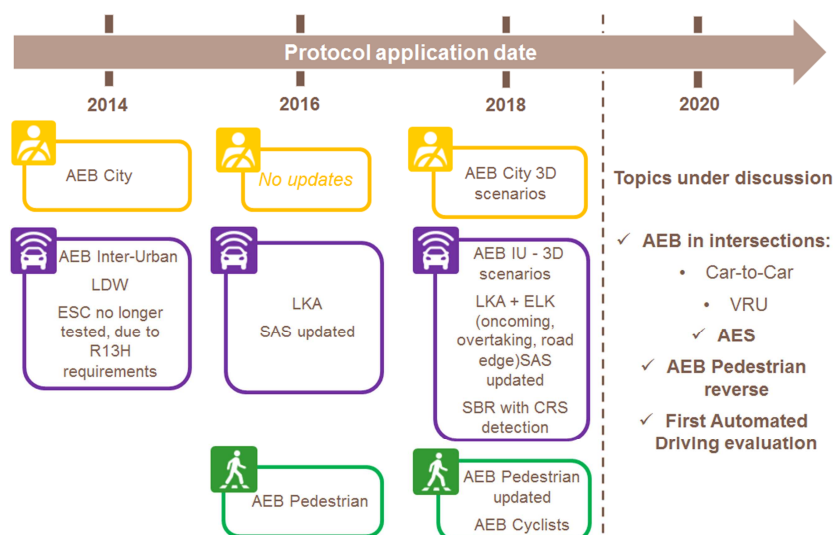 Protocol application date
2014
2016
2018
2020
AEB City
No updates
AEB City 3D
scenarios
Topics under discussion
AEB Inter-Urban
LDW
ESC no longer
tested, due to
R13H
requirements
LKA
SAS updated
AEB IU - 3D
scenarios
LKA + ELK
(oncoming,
overtaking, road
edge)SAS
updated
SBR with CRS
detection
✓ AEB in intersections:
• Car-to-Car
• VRU
✓ AES
✓ AEB Pedestrian
reverse
✓ First Automated
Driving evaluation
AEB Pedestrian
AEB Pedestrian
updated
AEB Cyclists